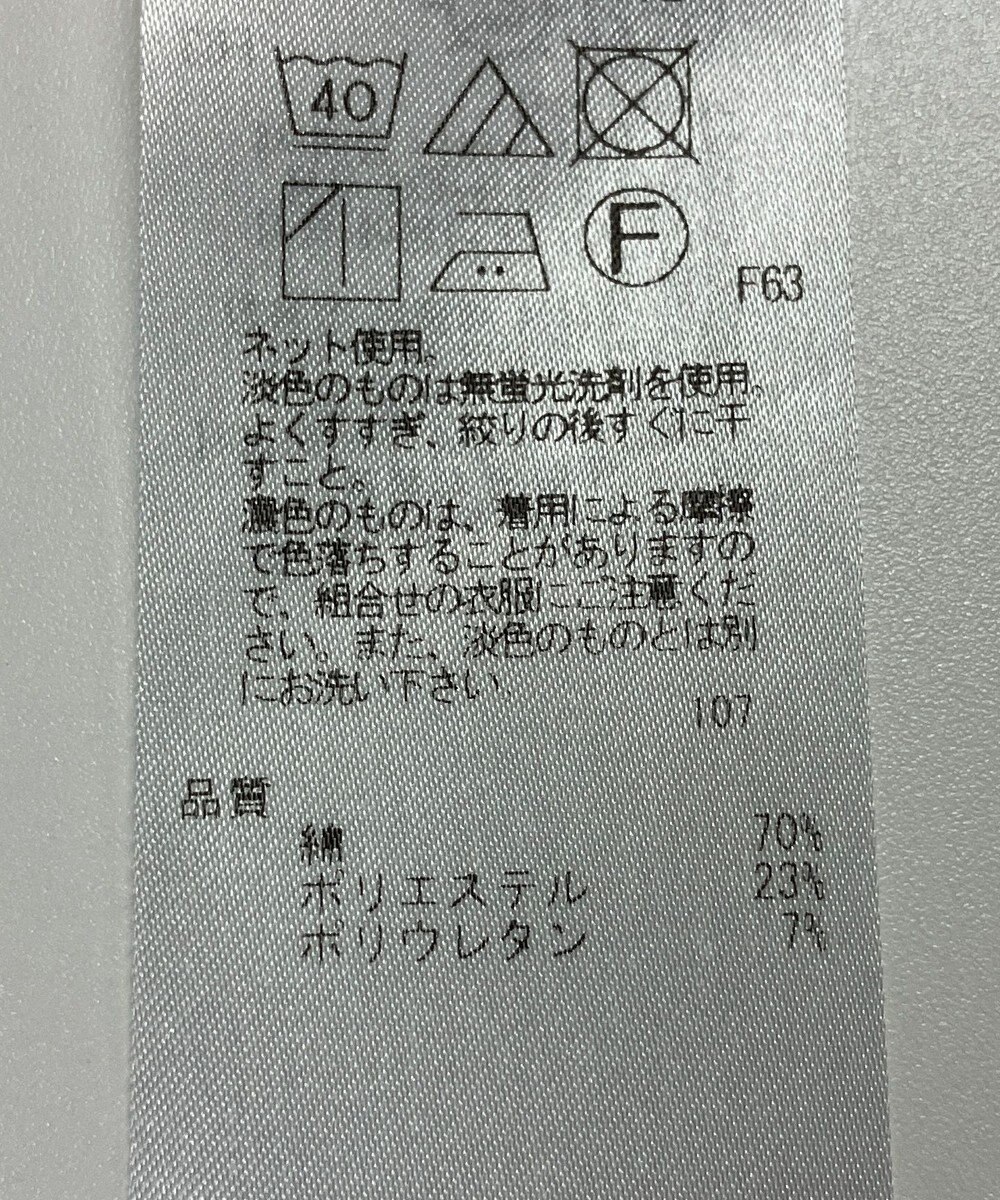 40
F
F63
ネット使用。
淡色のものは無蛍光洗剤を使用。
よくすすぎ、絞りの後すぐに干
すこと。
濃色のものは、着用による摩擦
で色落ちすることがありますの
で、組合せの衣服にご注意くだ
さい。また、淡色のものとは別
にお洗い下さい。
107
品質
綿 70%
ポリエステル 23%
ポリウレタン 7%